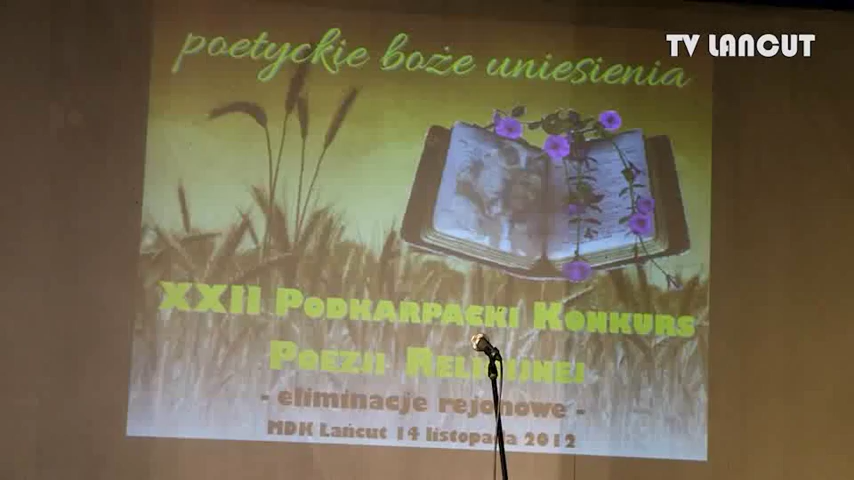 TV LANCUT
poetyckie boże uniesienia
XXII PODKARPACKI KONKURS
POEZJI RELIGIJNEJ
- eliminacje rejonowe -
MDK Łańcut 14 listopada 2012